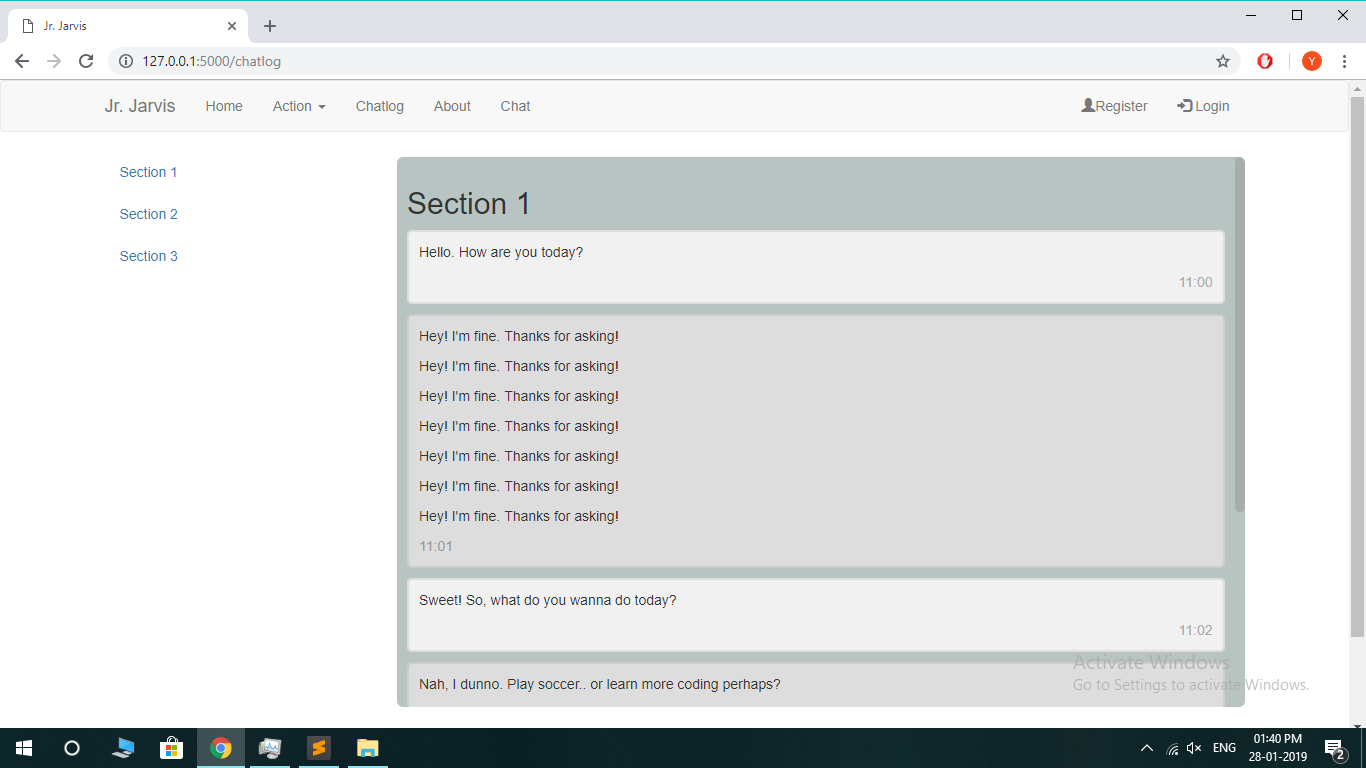 Jr. Jarvis
127.0.0.1:5000/chatlog
Y
Jr. Jarvis Home Action Chatlog About Chat Register Login
Section 1
Section 2
Section 3
Section 1
Hello. How are you today?
11:00
Hey! I'm fine. Thanks for asking!
Hey! I'm fine. Thanks for asking!
Hey! I'm fine. Thanks for asking!
Hey! I'm fine. Thanks for asking!
Hey! I'm fine. Thanks for asking!
Hey! I'm fine. Thanks for asking!
Hey! I'm fine. Thanks for asking!
11:01
Sweet! So, what do you wanna do today?
11:02
Nah, I dunno. Play soccer.. or learn more coding perhaps?
Activate Windows
Go to Settings to activate Windows.
ENG
01:40 PM
28-01-2019
2